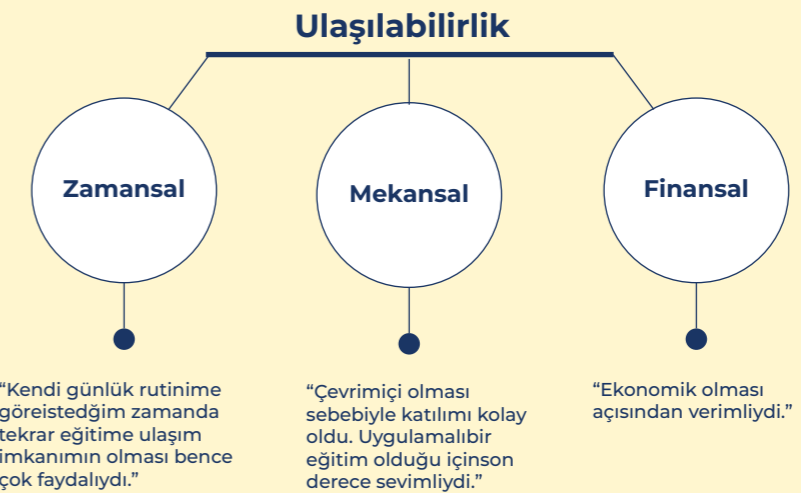 Ulaşılabilirlik
Zamansal
Mekansal
Finansal
“Kendi günlük rutinime
göreistedğim zamanda
tekrar eğitime ulaşım
imkanımın olması bence
çok faydalıydı.”
“Çevrimiçi olması
sebebiyle katılımı kolay
oldu. Uygulamalıbir
eğitim olduğu içinson
derece sevimliydi.”
“Ekonomik olması
açısından verimliydi.”